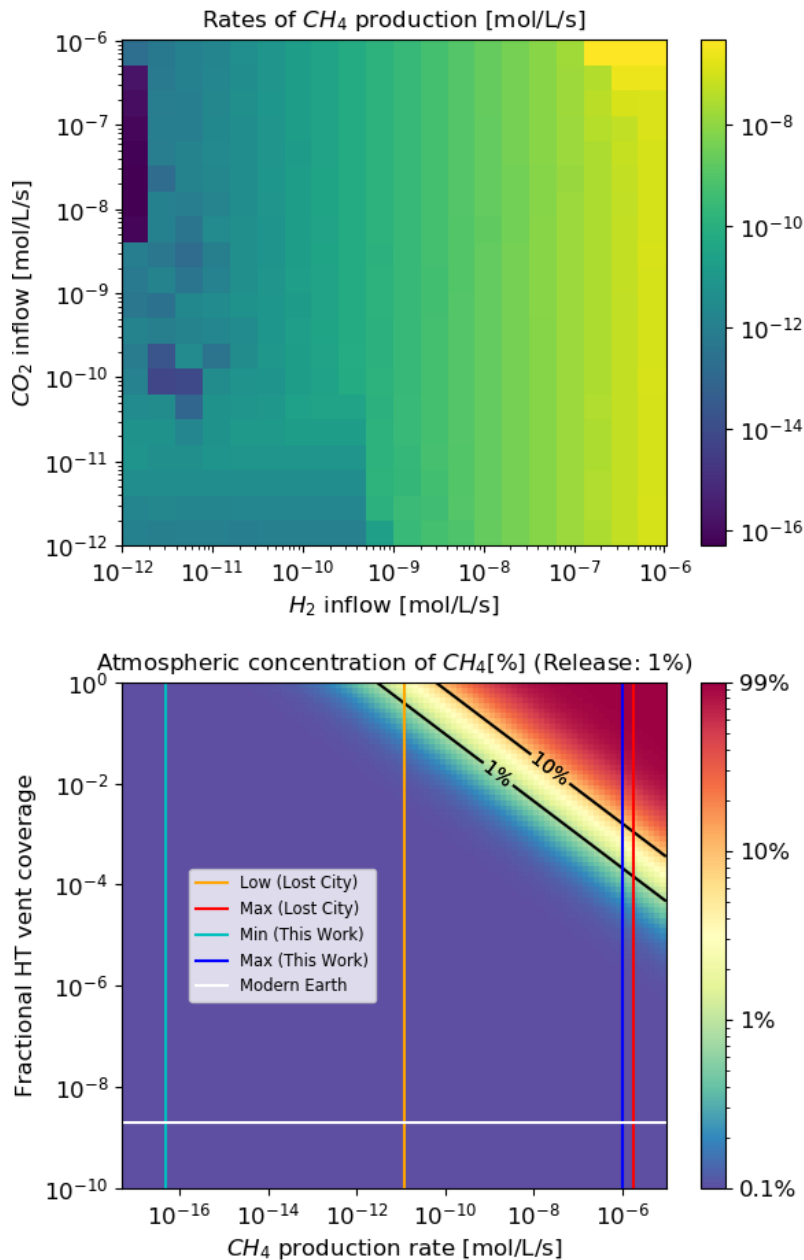 Rates of CH4 production [mol/L/s]
10^-6
10^-7
10^-8
10^-9
10^-10
10^-11
10^-12
CO2 inflow [mol/L/s]
10^-12 10^-11 10^-10 10^-9 10^-8 10^-7 10^-6
H2 inflow [mol/L/s]
10^-8
10^-10
10^-12
10^-14
10^-16
Atmospheric concentration of CH4[%] (Release: 1%)
10^0
10^-2
10^-4
10^-6
10^-8
10^-10
Fractional HT vent coverage
1%
10%
Low (Lost City)
Max (Lost City)
Min (This Work)
Max (This Work)
Modern Earth
10^-16 10^-14 10^-12 10^-10 10^-8 10^-6
CH4 production rate [mol/L/s]
99%
10%
1%
0.1%